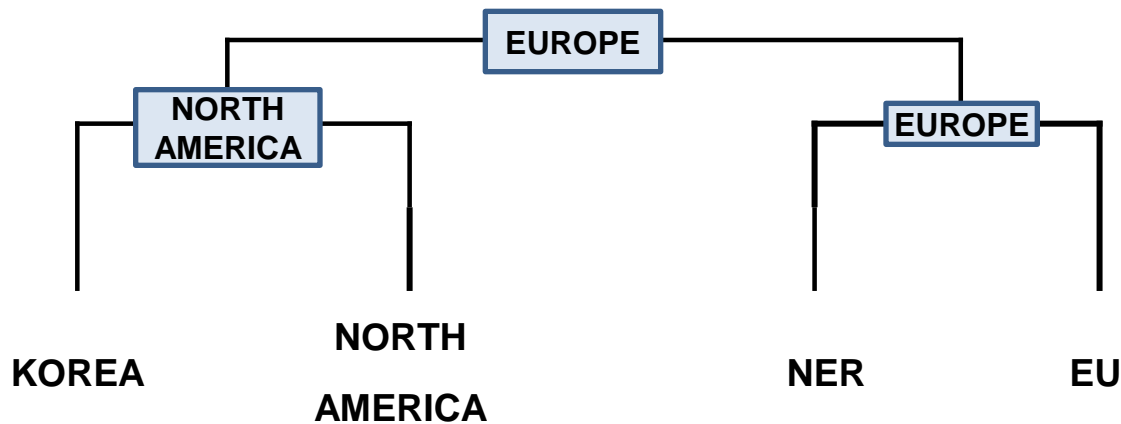 EUROPE
NORTH
AMERICA
EUROPE
KOREA
NORTH
AMERICA
NER
EU